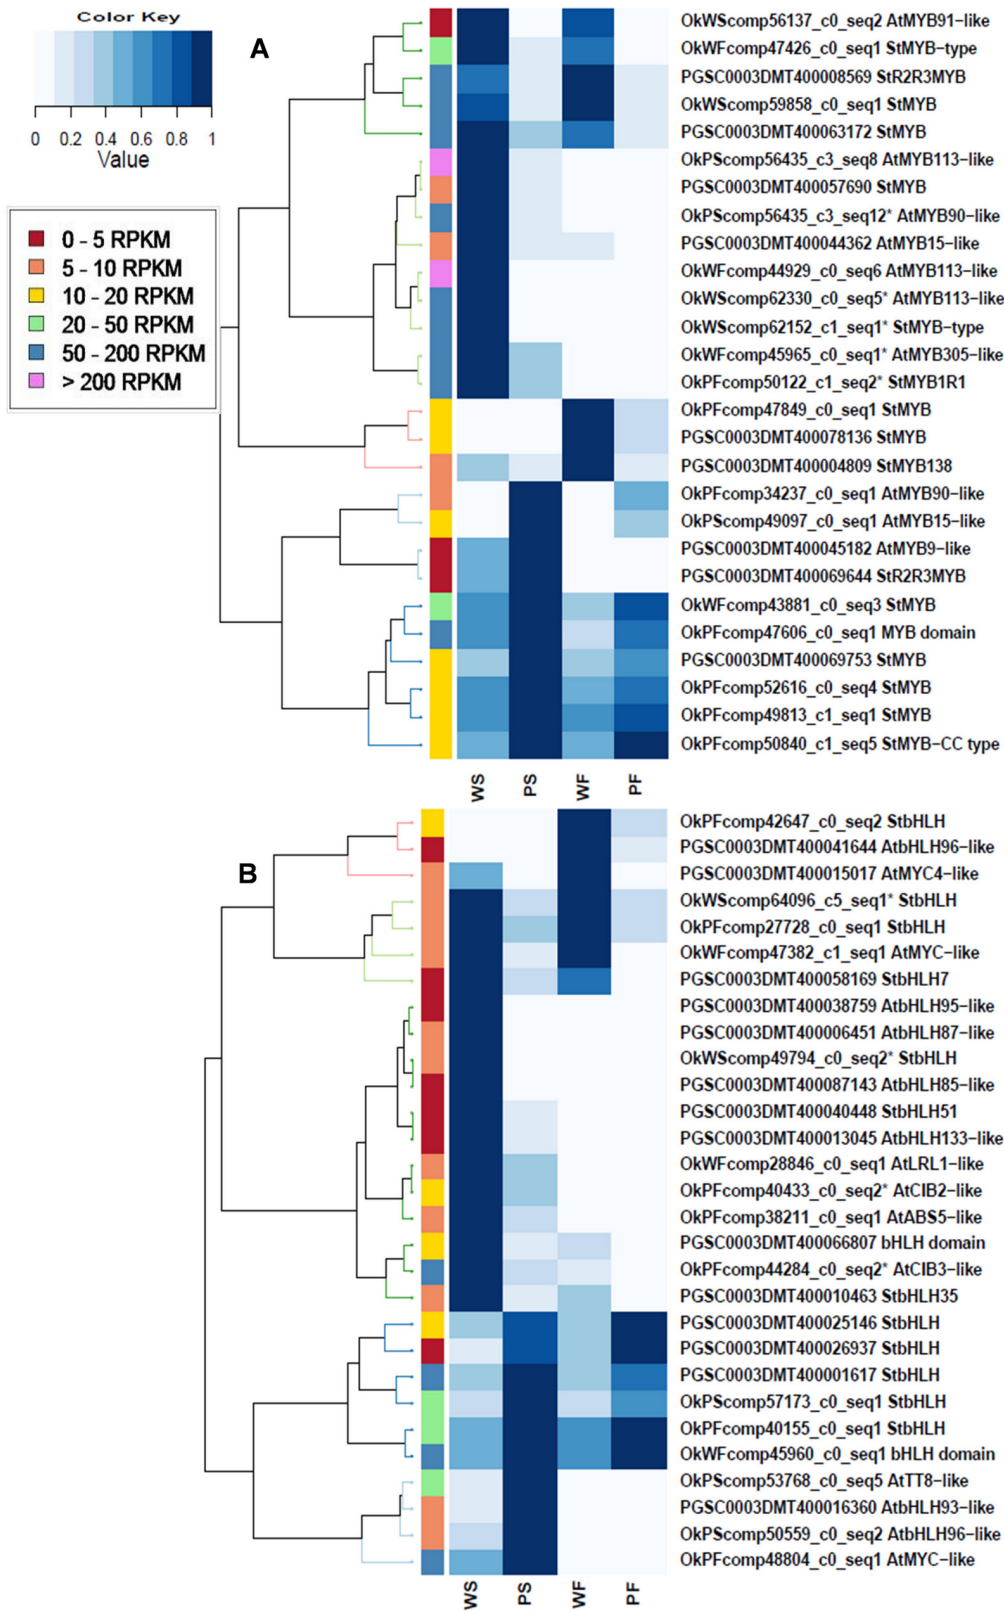 Color Key
0 0.2 0.4 0.6 0.8 1
Value
0 - 5 RPKM
5 - 10 RPKM
10 - 20 RPKM
20 - 50 RPKM
50 - 200 RPKM
> 200 RPKM
A
OkWScomp56137_c0_seq2 AtMYB91-like
OkWFcomp47426_c0_seq1 StMYB-type
PGSC0003DMT400008569 StR2R3MYB
OkWScomp59858_c0_seq1 StMYB
PGSC0003DMT400063172 StMYB
OkPScomp56435_c3_seq8 AtMYB113-like
PGSC0003DMT400057690 StMYB
OkPScomp56435_c3_seq12* AtMYB90-like
PGSC0003DMT400044362 AtMYB15-like
OkWFcomp44929_c0_seq6 AtMYB113-like
OkWScomp62330_c0_seq5* AtMYB113-like
OkWScomp62152_c1_seq1* StMYB-type
OkWFcomp45965_c0_seq1* AtMYB305-like
OkPFcomp50122_c1_seq2* StMYB1R1
OkPFcomp47849_c0_seq1 StMYB
PGSC0003DMT400078136 StMYB
PGSC0003DMT400004809 StMYB138
OkPFcomp34237_c0_seq1 AtMYB90-like
OkPScomp49097_c0_seq1 AtMYB15-like
PGSC0003DMT400045182 AtMYB9-like
PGSC0003DMT400069644 StR2R3MYB
OkWFcomp43881_c0_seq3 StMYB
OkPFcomp47606_c0_seq1 MYB domain
PGSC0003DMT400069753 StMYB
OkPFcomp52616_c0_seq4 StMYB
OkPFcomp49813_c1_seq1 StMYB
OkPFcomp50840_c1_seq5 StMYB-CC type
WS PS WF PF
B
OkPFcomp42647_c0_seq2 StbHLH
PGSC0003DMT400041644 AtbHLH96-like
PGSC0003DMT400015017 AtMYC4-like
OkWScomp64096_c5_seq1* StbHLH
OkPFcomp27728_c0_seq1 StbHLH
OkWFcomp47382_c1_seq1 AtMYC-like
PGSC0003DMT400058169 StbHLH7
PGSC0003DMT400038759 AtbHLH95-like
PGSC0003DMT400006451 AtbHLH87-like
OkWScomp49794_c0_seq2* StbHLH
PGSC0003DMT400087143 AtbHLH85-like
PGSC0003DMT400040448 StbHLH51
PGSC0003DMT400013045 AtbHLH133-like
OkWFcomp28846_c0_seq1 AtLRL1-like
OkPFcomp40433_c0_seq2* AtCIB2-like
OkPFcomp38211_c0_seq1 AtABS5-like
PGSC0003DMT400066807 bHLH domain
OkPFcomp44284_c0_seq2* AtCIB3-like
PGSC0003DMT400010463 StbHLH35
PGSC0003DMT400025146 StbHLH
PGSC0003DMT400026937 StbHLH
PGSC0003DMT400001617 StbHLH
OkPScomp57173_c0_seq1 StbHLH
OkPFcomp40155_c0_seq1 StbHLH
OkWFcomp45960_c0_seq1 bHLH domain
OkPScomp53768_c0_seq5 AtTT8-like
PGSC0003DMT400016360 AtbHLH93-like
OkPScomp50559_c0_seq2 AtbHLH96-like
OkPFcomp48804_c0_seq1 AtMYC-like
WS PS WF PF